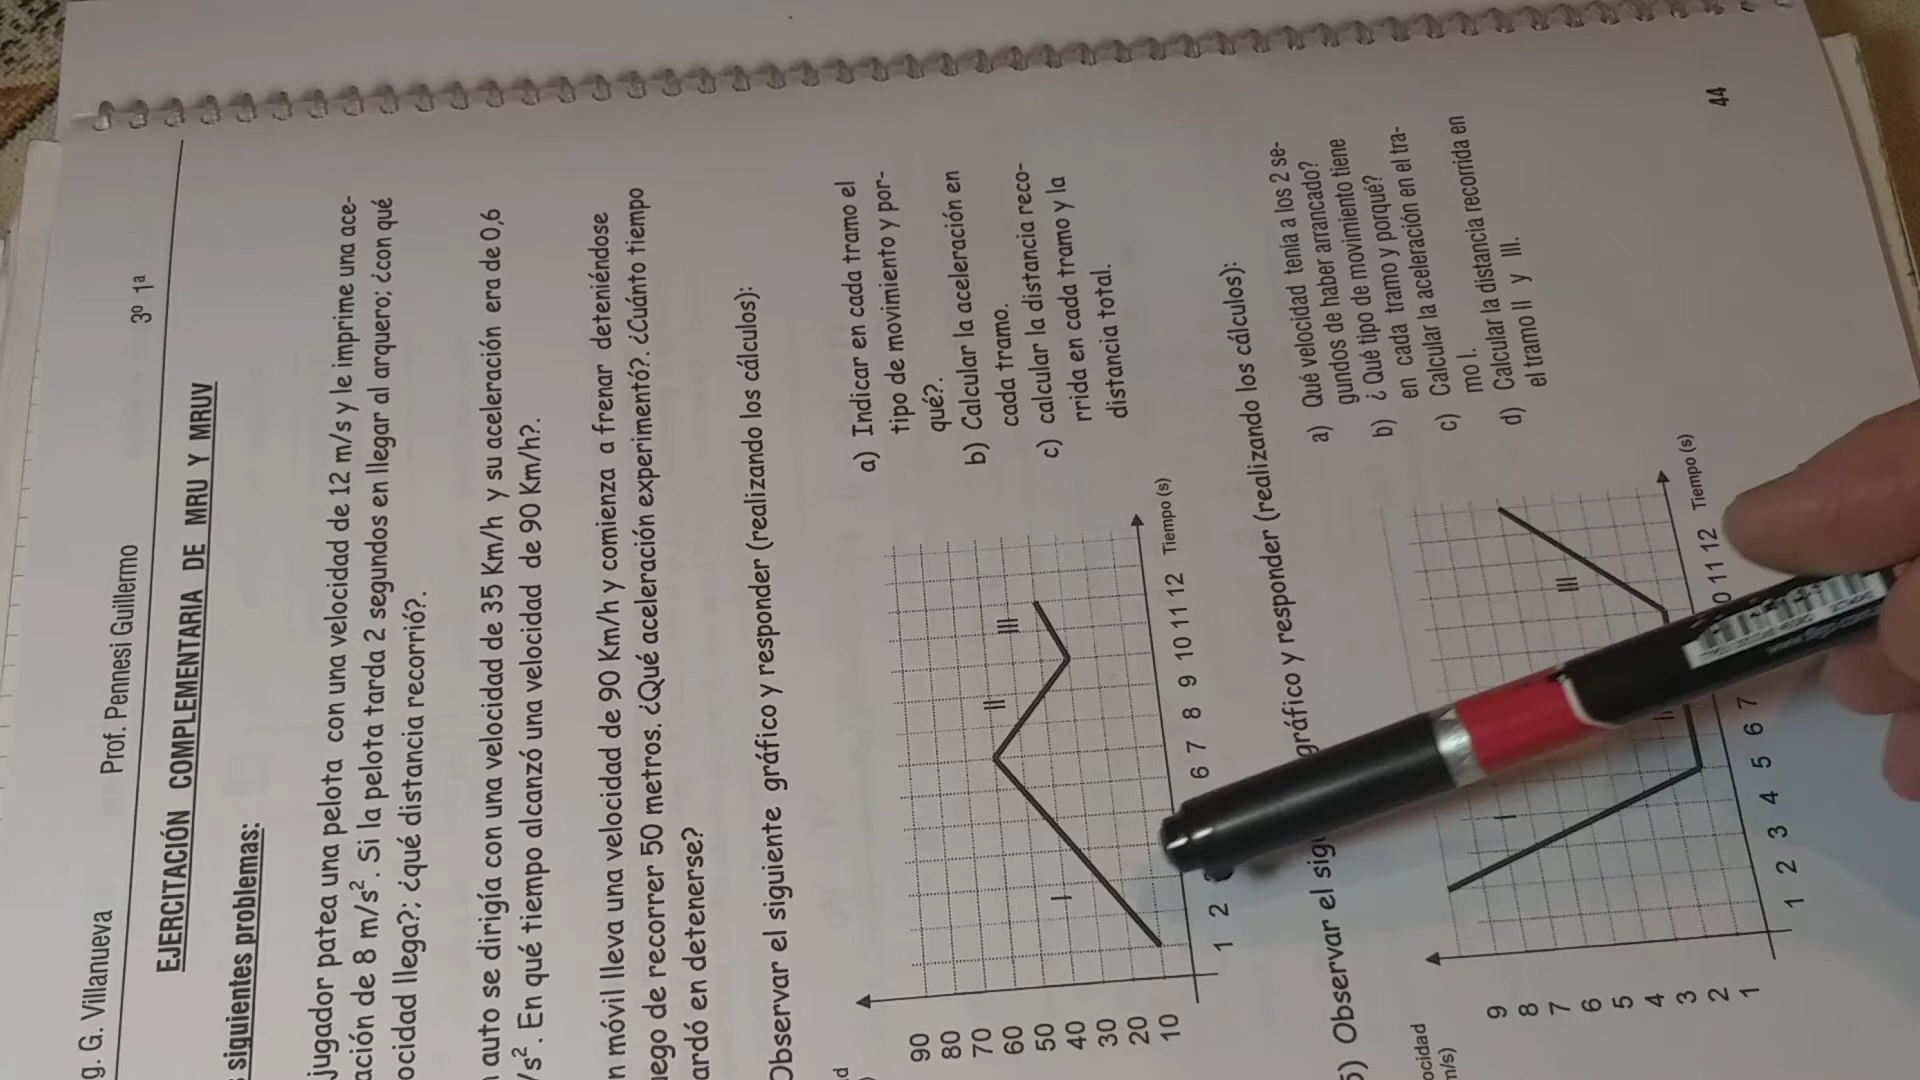 g. G. Villanueva Prof. Pennesi Guillermo 3º 1ª
EJERCITACIÓN COMPLEMENTARIA DE MRU Y MRUV
siguientes problemas:
jugador patea una pelota con una velocidad de 12 m/s y le imprime una ace-
ación de 8 m/s². Si la pelota tarda 2 segundos en llegar al arquero; ¿con qué
ocidad llega?; ¿qué distancia recorrió?.
auto se dirigía con una velocidad de 35 Km/h y su aceleración era de 0,6
/s². En qué tiempo alcanzó una velocidad de 90 Km/h?.
n móvil lleva una velocidad de 90 Km/h y comienza a frenar deteniéndose
uego de recorrer 50 metros. ¿Qué aceleración experimentó?. ¿Cuánto tiempo
ardó en detenerse?
Observar el siguiente gráfico y responder (realizando los cálculos):
d
90
80
70
60
50
40
30
20
10
I
II
III
1 2 6 7 8 9 10 11 12 Tiempo (s)
a) Indicar en cada tramo el
tipo de movimiento y por-
qué?.
b) Calcular la aceleración en
cada tramo.
c) calcular la distancia reco-
rrida en cada tramo y la
distancia total.
5) Observar el sigu gráfico y responder (realizando los cálculos):
ocidad
m/s)
9
8
7
6
5
4
3
2
1
I
III
1 2 3 4 5 6 7 0 11 12 Tiempo (s)
a) Qué velocidad tenía a los 2 se-
gundos de haber arrancado?
b) ¿ Qué tipo de movimiento tiene
en cada tramo y porqué?
c) Calcular la aceleración en el tra-
mo I.
d) Calcular la distancia recorrida en
el tramo II y III.
44